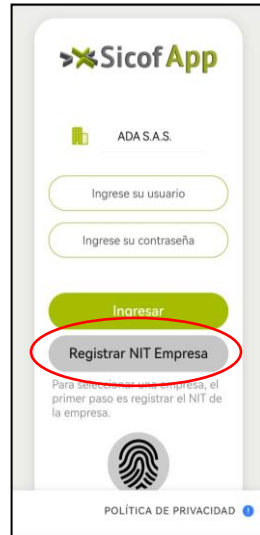 SicofApp
ADA S.A.S.
Ingrese su usuario
Ingrese su contraseña
Ingresar
Registrar NIT Empresa
Para seleccionar una empresa, el
primer paso es registrar el NIT de
la empresa.
POLÍTICA DE PRIVACIDAD